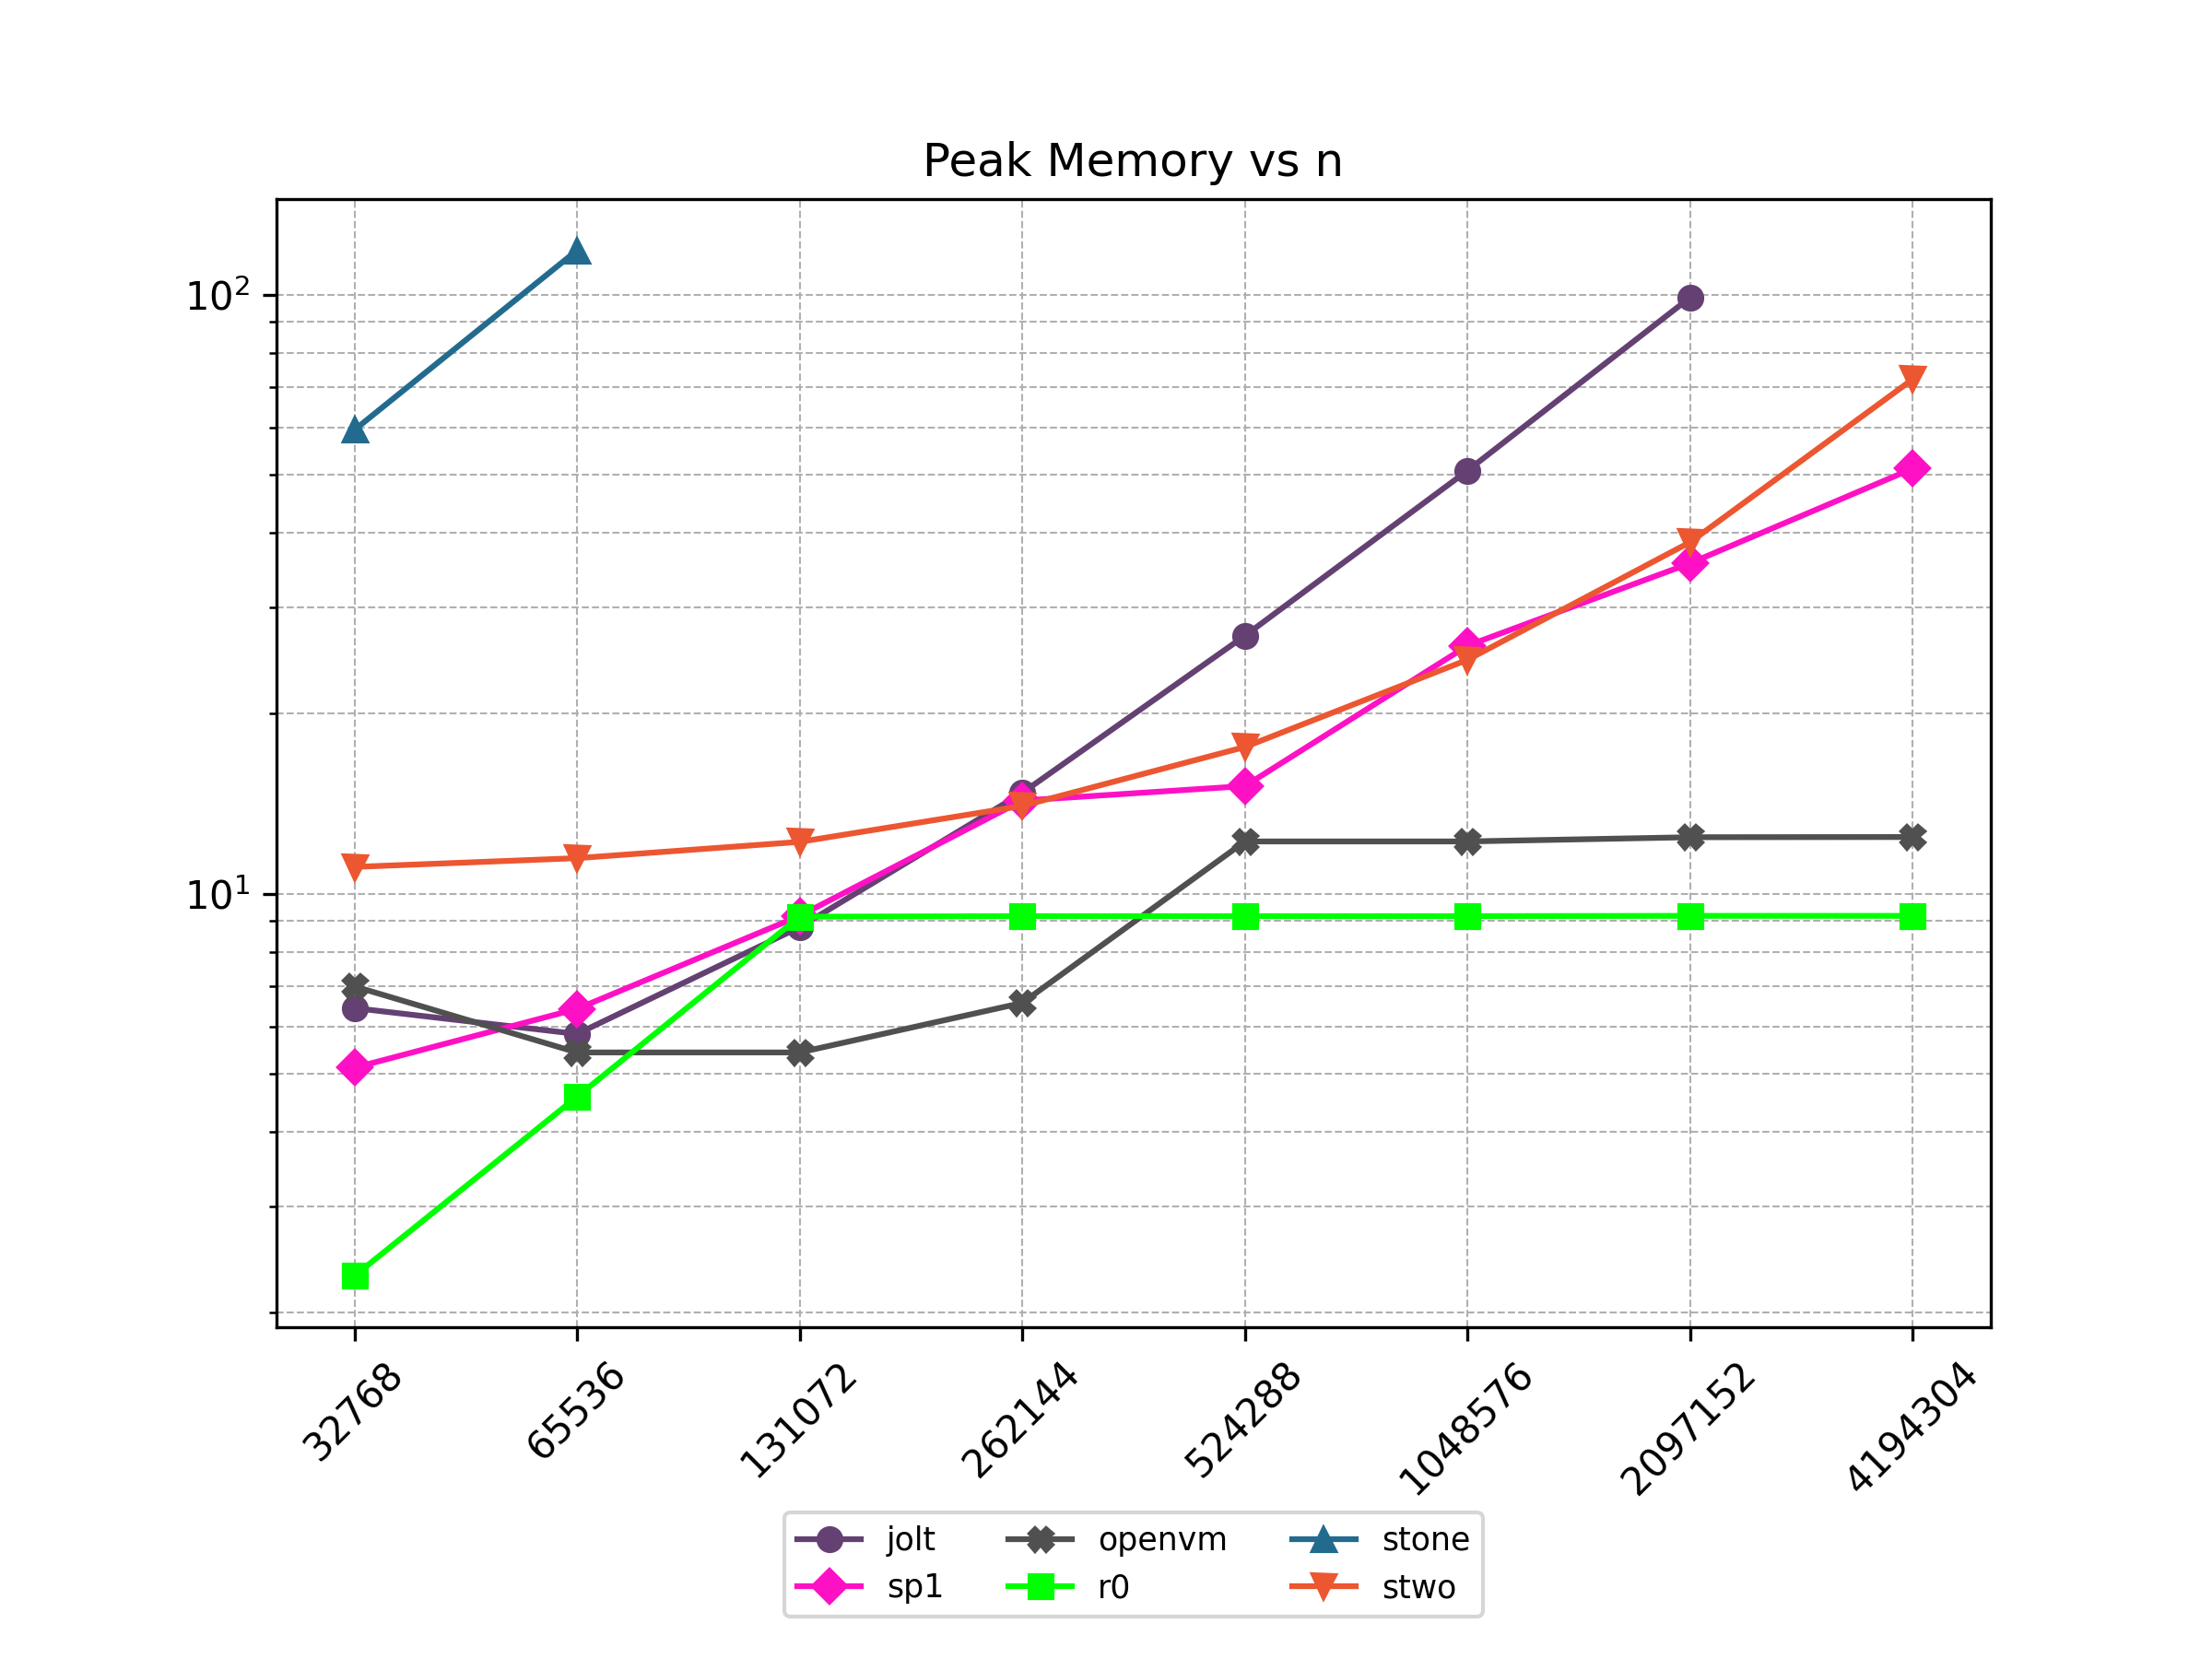 Peak Memory vs n
10²
10¹
32768
65536
131072
262144
524288
1048576
2097152
4194304
jolt
openvm
stone
sp1
r0
stwo